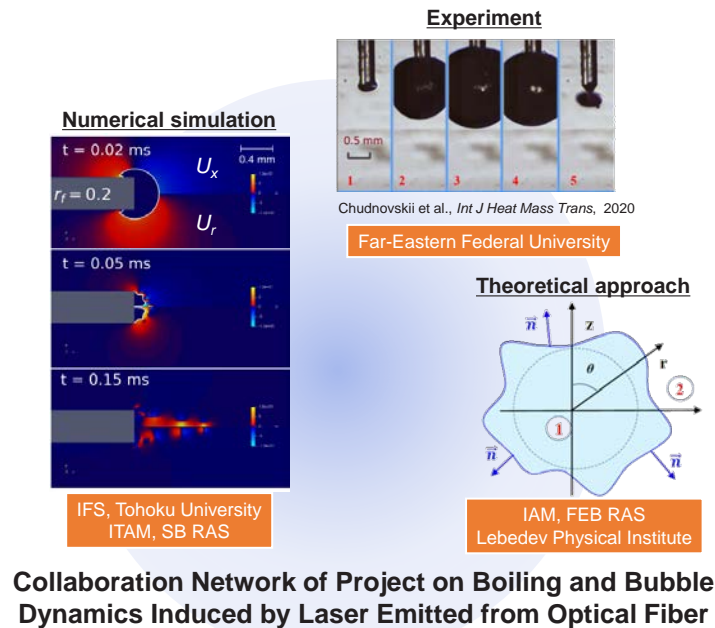 Experiment
0.5 mm
1 2 3 4 5
Chudnovskii et al., Int J Heat Mass Trans, 2020
Far-Eastern Federal University
Numerical simulation
t = 0.02 ms
Uₓ
0.4 mm
r_f = 0.2
Uᵣ
t = 0.05 ms
t = 0.15 ms
IFS, Tohoku University
ITAM, SB RAS
Theoretical approach
n z
r
θ
2
1
n n
IAM, FEB RAS
Lebedev Physical Institute
Collaboration Network of Project on Boiling and Bubble
Dynamics Induced by Laser Emitted from Optical Fiber